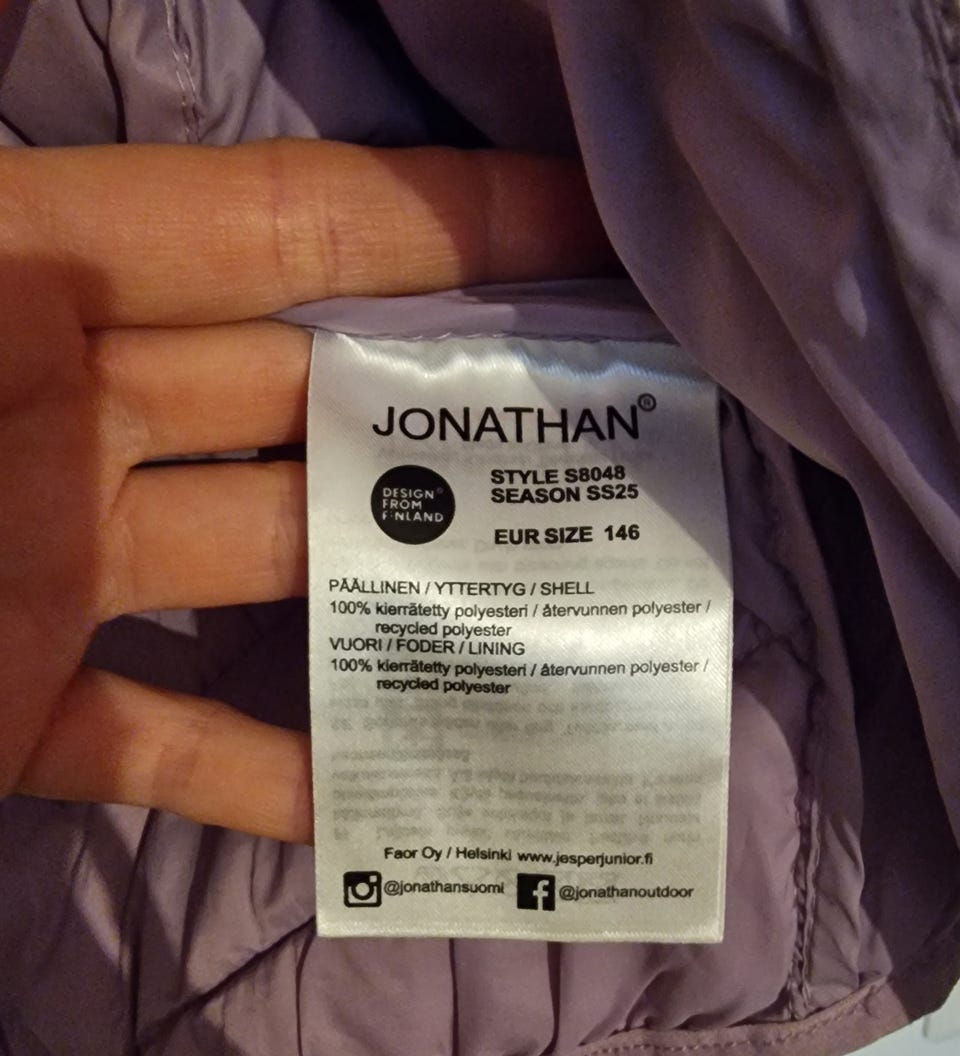 JONATHAN®
DESIGN®
FROM
FINLAND
STYLE S8048
SEASON SS25
EUR SIZE 146
PÄÄLLINEN / YTTERTYG / SHELL
100% kierrätetty polyesteri / återvunnen polyester /
recycled polyester
VUORI / FODER / LINING
100% kierrätetty polyesteri / återvunnen polyester /
recycled polyester
Faor Oy / Helsinki www.jesperjunior.fi
@jonathansuomi
@jonathanoutdoor